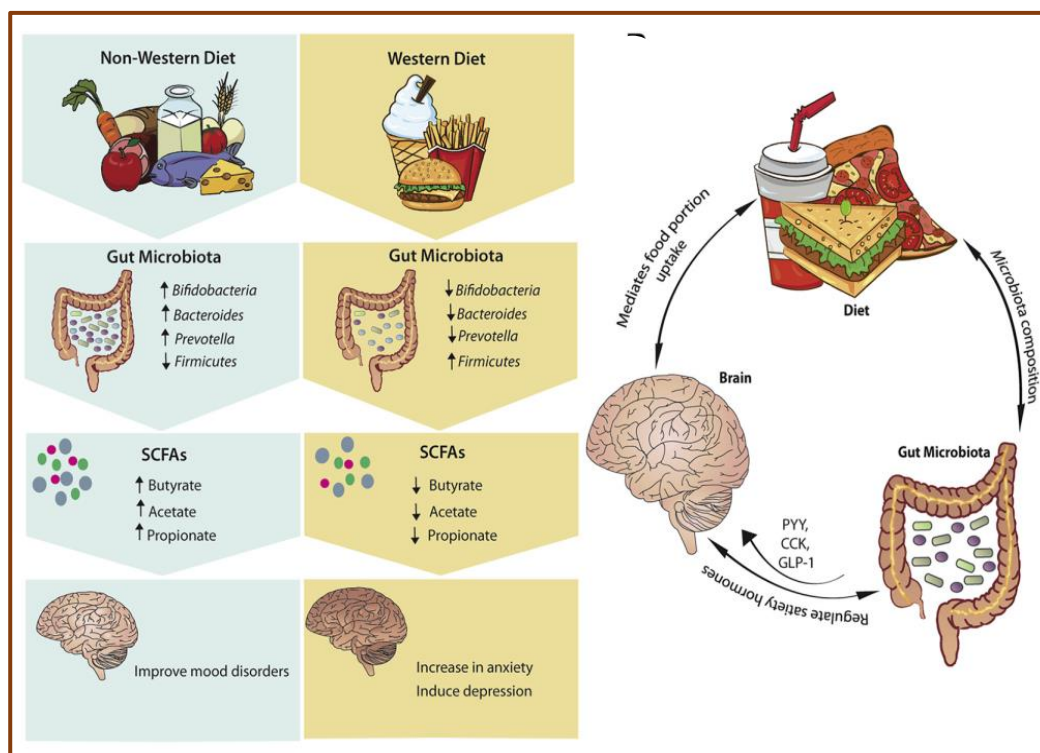 Non-Western Diet
Gut Microbiota
↑ Bifidobacteria
↑ Bacteroides
↑ Prevotella
↓ Firmicutes
SCFAs
↑ Butyrate
↑ Acetate
↑ Propionate
Improve mood disorders
Western Diet
Gut Microbiota
↓ Bifidobacteria
↓ Bacteroides
↓ Prevotella
↑ Firmicutes
SCFAs
↓ Butyrate
↓ Acetate
↓ Propionate
Increase in anxiety
Induce depression
Mediates food portion
uptake
Diet
Microbiota composition
Brain
Gut Microbiota
PYY,
CCK,
GLP-1
Regulate satiety hormones